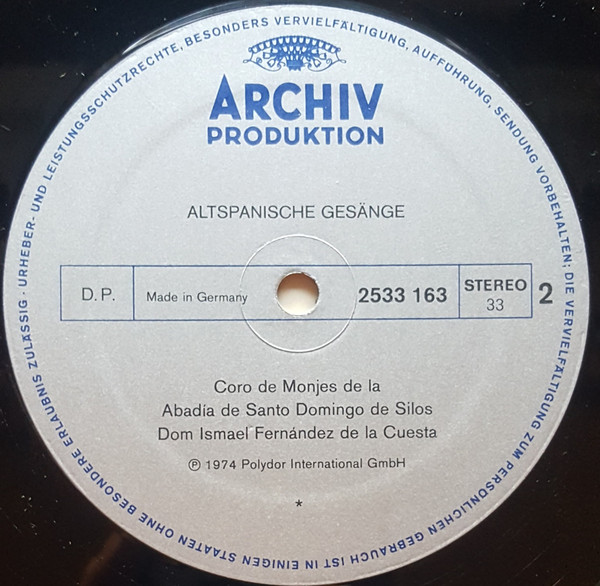 URHEBER- UND LEISTUNGSSCHUTZRECHTE, BESONDERS VERVIELFÄLTIGUNG, AUFFÜHRUNG, SENDUNG VORBEHALTEN; DIE VERVIELFÄLTIGUNG ZUM PERSÖNLICHEN GEBRAUCH IST IN EINIGEN STAATEN OHNE BESONDERE ERLAUBNIS ZULÄSSIG ·
ARCHIV
PRODUKTION
ALTSPANISCHE GESÄNGE
D. P. Made in Germany 2533 163 STEREO 33 2
Coro de Monjes de la
Abadía de Santo Domingo de Silos
Dom Ismael Fernández de la Cuesta
℗ 1974 Polydor International GmbH
*